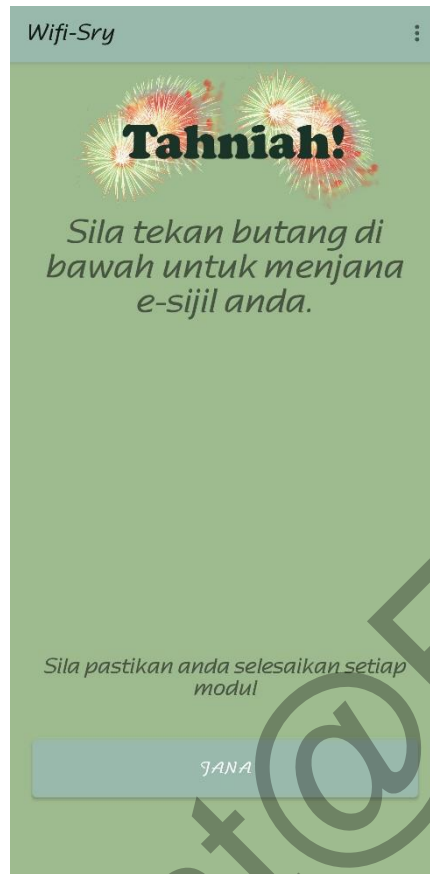 Wifi-Sry
Tahniah!
Sila tekan butang di
bawah untuk menjana
e-sijil anda.
Sila pastikan anda selesaikan setiap
modul
JANA